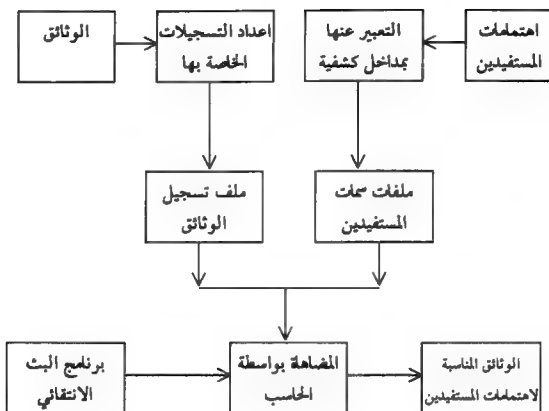 اهتمامات
المستفيدين
التعبير عنها
بمداخل كشفية
اعداد التسجيلات
الخاصة بها
الوثائق
ملفات سمات
المستفيدين
ملف تسجيل
الوثائق
برنامج البث
الانتقائي
المضاهاة بواسطة
الحاسب
الوثائق المناسبة
لاهتمامات المستفيدين